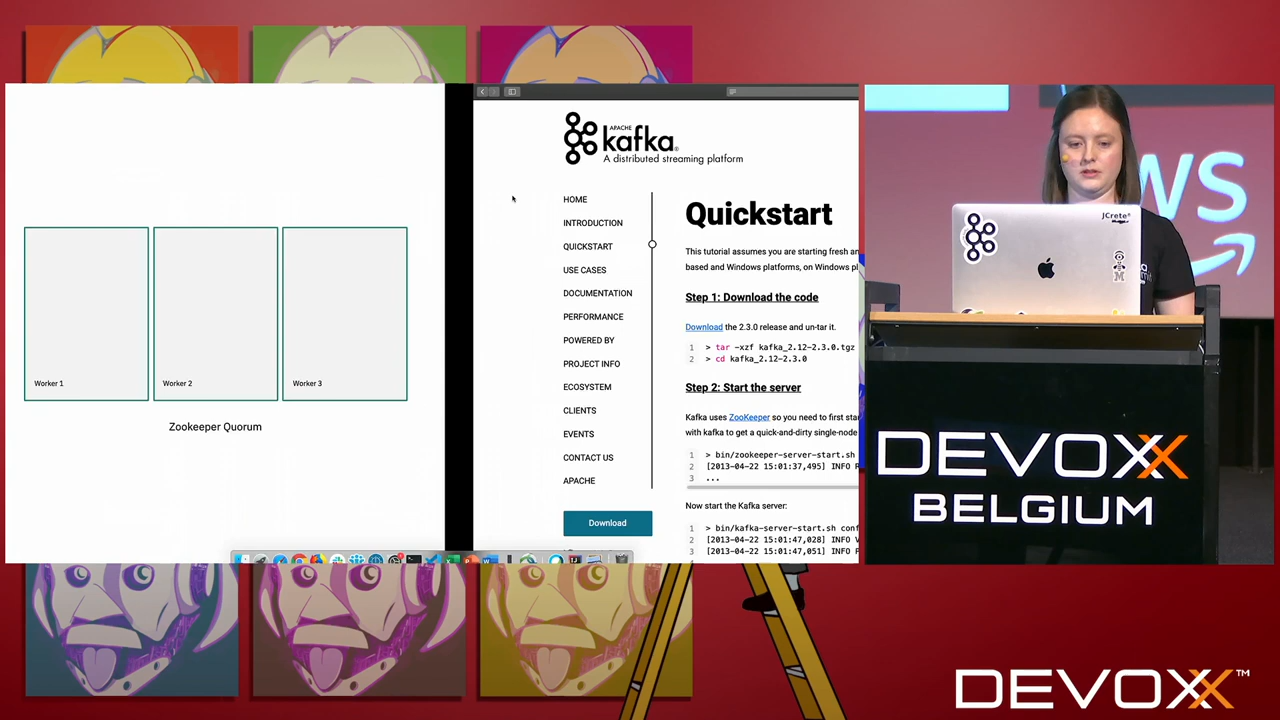 Worker 1
Worker 2
Worker 3
Zookeeper Quorum
APACHE
kafka®
A distributed streaming platform
HOME
INTRODUCTION
QUICKSTART
USE CASES
DOCUMENTATION
PERFORMANCE
POWERED BY
PROJECT INFO
ECOSYSTEM
CLIENTS
EVENTS
CONTACT US
APACHE
Download
Quickstart
This tutorial assumes you are starting fresh an
based and Windows platforms, on Windows pl
Step 1: Download the code
Download the 2.3.0 release and un-tar it.
1 > tar -xzf kafka_2.12-2.3.0.tgz
2 > cd kafka_2.12-2.3.0
Step 2: Start the server
Kafka uses ZooKeeper so you need to first sta
with kafka to get a quick-and-dirty single-node
1 > bin/zookeeper-server-start.sh
2 [2013-04-22 15:01:37,495] INFO R
3 ...
Now start the Kafka server:
1 > bin/kafka-server-start.sh conf
2 [2013-04-22 15:01:47,028] INFO V
3 [2013-04-22 15:01:47,051] INFO P
4
WS
JCrete
DEVOXX
BELGIUM
DEVOXX™